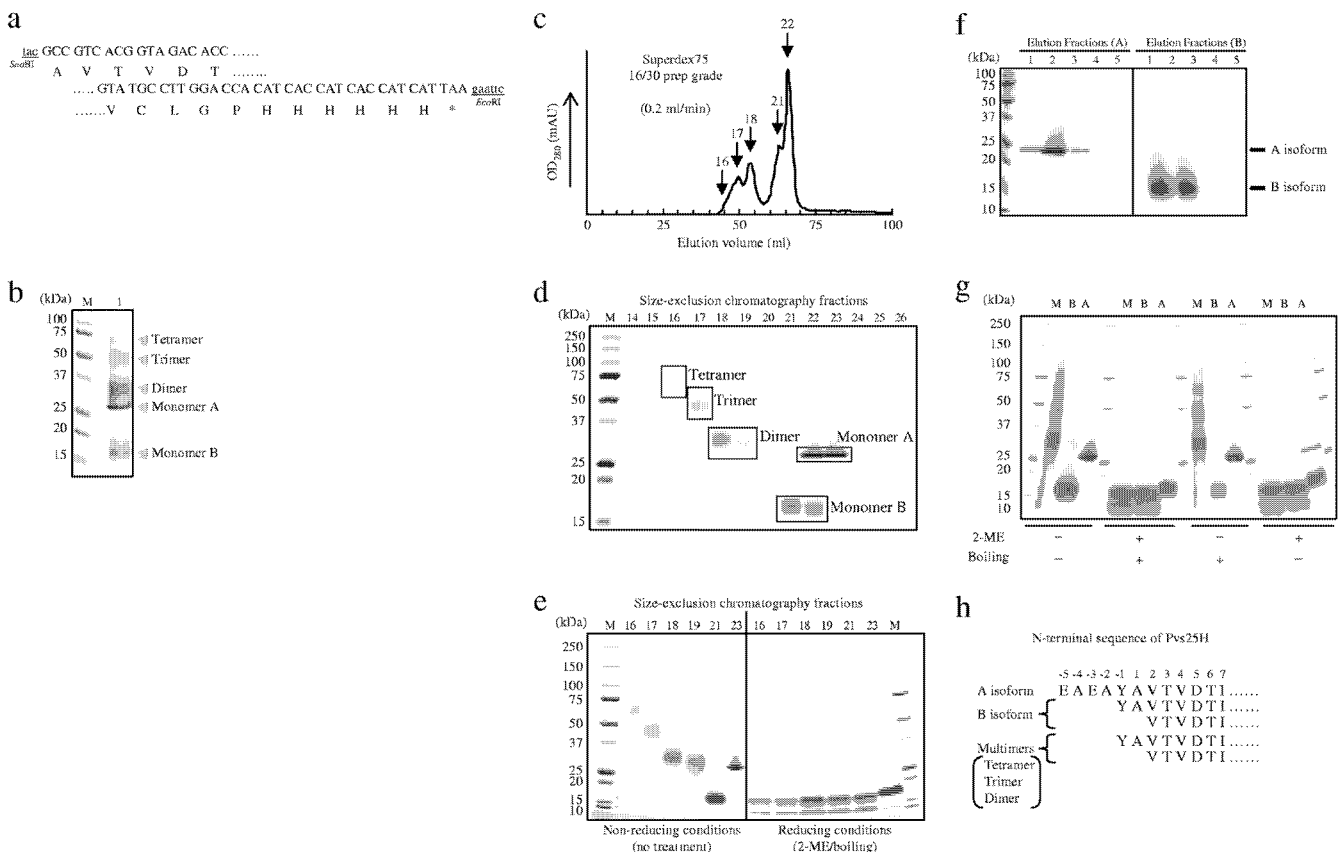 a
tac GCC GTC ACG GTA GAC ACC ......
SnaBI
A V T V D T ........
.....GTA TGC CTT GGA CCA CAT CAC CAT CAC CAT CAT TAA gaattc
EcoRI
.......V C L G P H H H H H H *
b
(kDa) M 1
100
75
50
37
25
20
15
Tetramer
Trimer
Dimer
Monomer A
Monomer B
c
Superdex75
16/30 prep grade
(0.2 ml/min)
OD280 (mAU)
16
17
18
21
22
0 25 50 75 100
Elution volume (ml)
d
Size-exclusion chromatography fractions
(kDa) M 14 15 16 17 18 19 20 21 22 23 24 25 26
250
150
100
75
50
37
25
20
15
Tetramer
Trimer
Dimer
Monomer A
Monomer B
e
Size-exclusion chromatography fractions
(kDa) M 16 17 18 19 21 23 16 17 18 19 21 23 M
250
150
100
75
50
37
25
20
15
10
Non-reducing conditions
(no treatment)
Reducing conditions
(2-ME/boiling)
f
Elution Fractions (A) Elution Fractions (B)
(kDa) 1 2 3 4 5 1 2 3 4 5
100
75
50
37
25
20
15
10
A isoform
B isoform
g
(kDa) M B A M B A M B A M B A
250
150
100
75
50
37
25
20
15
10
2-ME − + − +
Boiling − + + −
h
N-terminal sequence of Pvs25H
-5 -4 -3 -2 -1 1 2 3 4 5 6 7
A isoform E A E A Y A V T V D T I ......
B isoform Y A V T V D T I ......
V T V D T I ......
Multimers Y A V T V D T I ......
V T V D T I ......
Tetramer
Trimer
Dimer